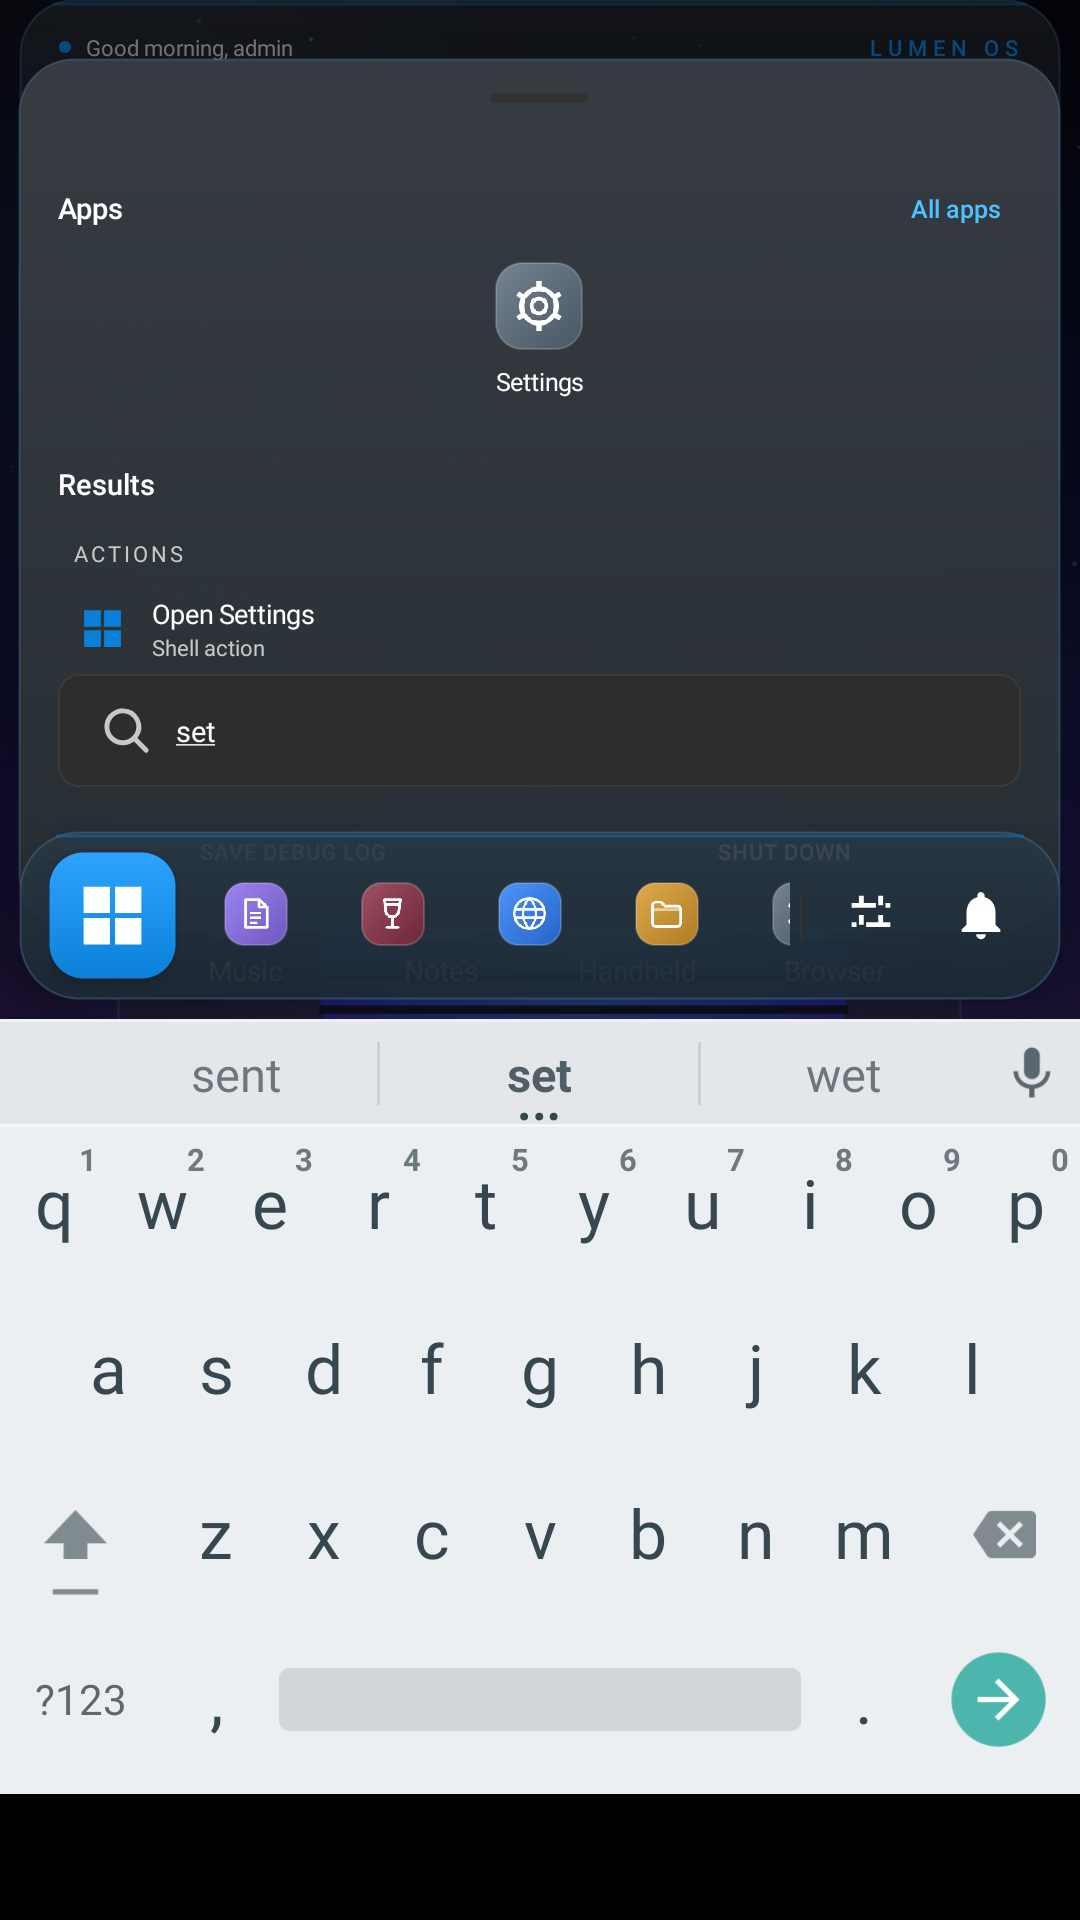 Good morning, admin
LUMEN OS
09:55
Apps
All apps
Settings
Results
ACTIONS
Open Settings
Shell action
set
SAVE DEBUG LOG
SHUT DOWN
Music
Notes
Handheld
Browser
sent
set
wet
1 2 3 4 5 6 7 8 9 0
q w e r t y u i o p
a s d f g h j k l
z x c v b n m
?123 , .